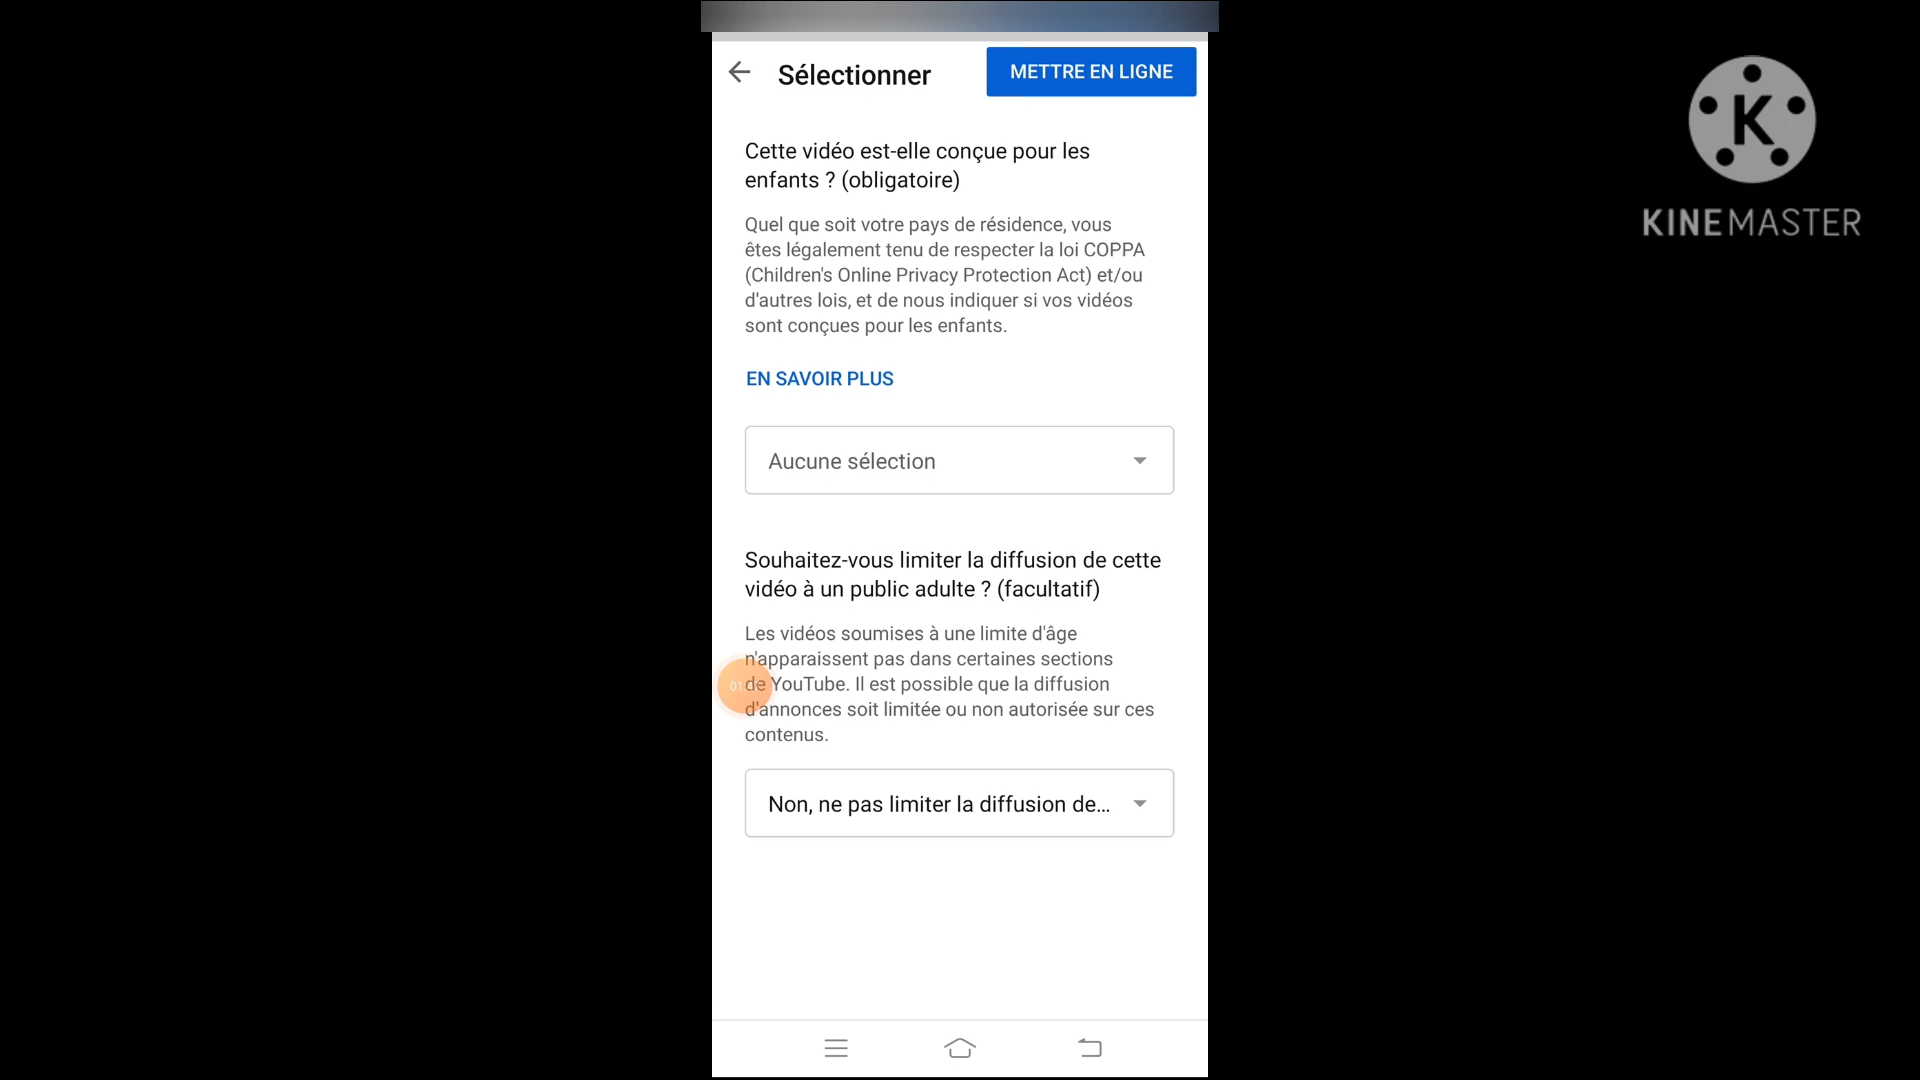 Sélectionner
METTRE EN LIGNE
Cette vidéo est-elle conçue pour les
enfants ? (obligatoire)
Quel que soit votre pays de résidence, vous
êtes légalement tenu de respecter la loi COPPA
(Children's Online Privacy Protection Act) et/ou
d'autres lois, et de nous indiquer si vos vidéos
sont conçues pour les enfants.
EN SAVOIR PLUS
Aucune sélection
Souhaitez-vous limiter la diffusion de cette
vidéo à un public adulte ? (facultatif)
Les vidéos soumises à une limite d'âge
n'apparaissent pas dans certaines sections
de YouTube. Il est possible que la diffusion
d'annonces soit limitée ou non autorisée sur ces
contenus.
Non, ne pas limiter la diffusion de...
K
KINEMASTER